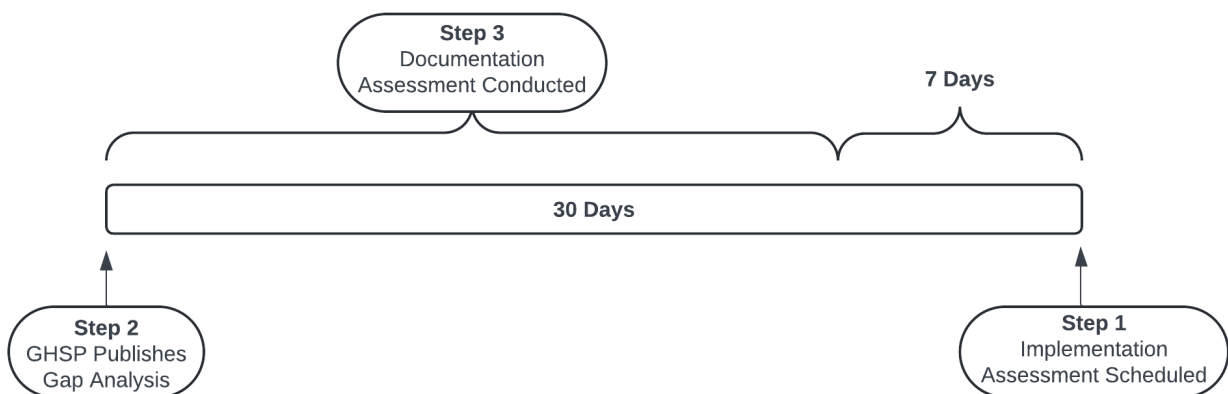 Step 3
Documentation
Assessment Conducted
7 Days
30 Days
Step 2
GHSP Publishes
Gap Analysis
Step 1
Implementation
Assessment Scheduled